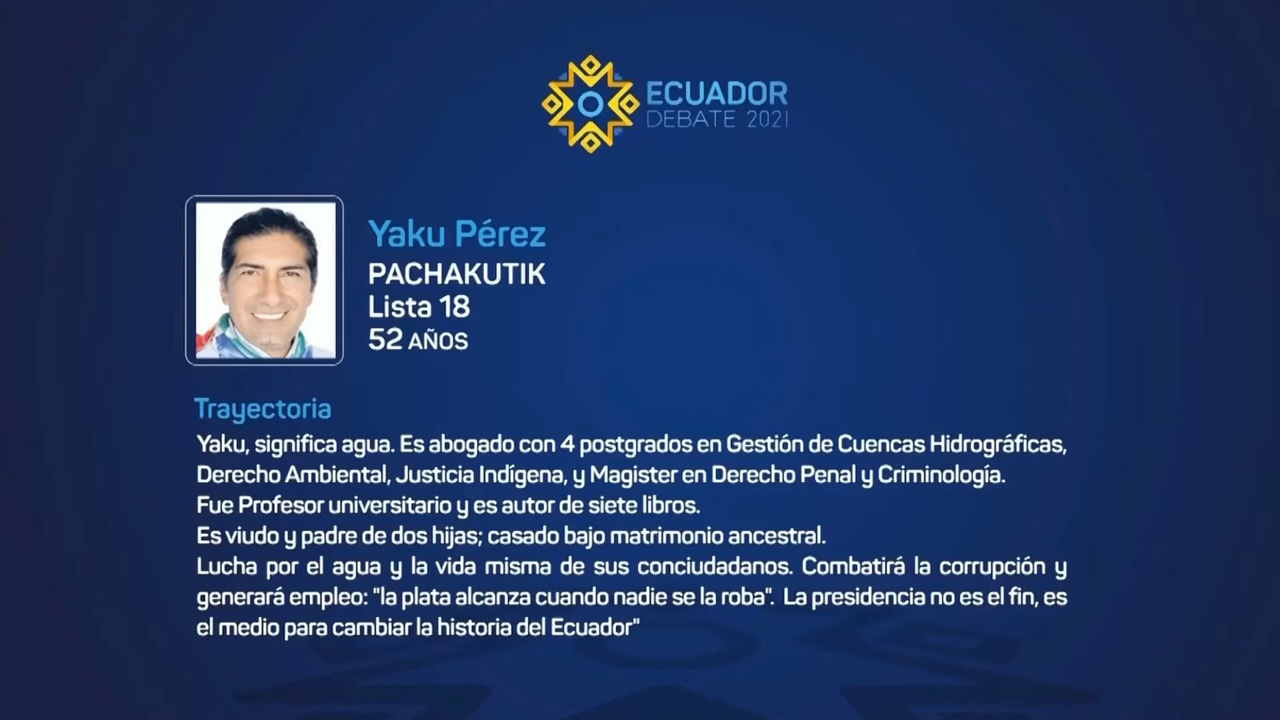 ECUADOR
DEBATE 2021
Yaku Pérez
PACHAKUTIK
Lista 18
52 AÑOS
Trayectoria
Yaku, significa agua. Es abogado con 4 postgrados en Gestión de Cuencas Hidrográficas,
Derecho Ambiental, Justicia Indígena, y Magister en Derecho Penal y Criminología.
Fue Profesor universitario y es autor de siete libros.
Es viudo y padre de dos hijas; casado bajo matrimonio ancestral.
Lucha por el agua y la vida misma de sus conciudadanos. Combatirá la corrupción y
generará empleo: "la plata alcanza cuando nadie se la roba". La presidencia no es el fin, es
el medio para cambiar la historia del Ecuador"